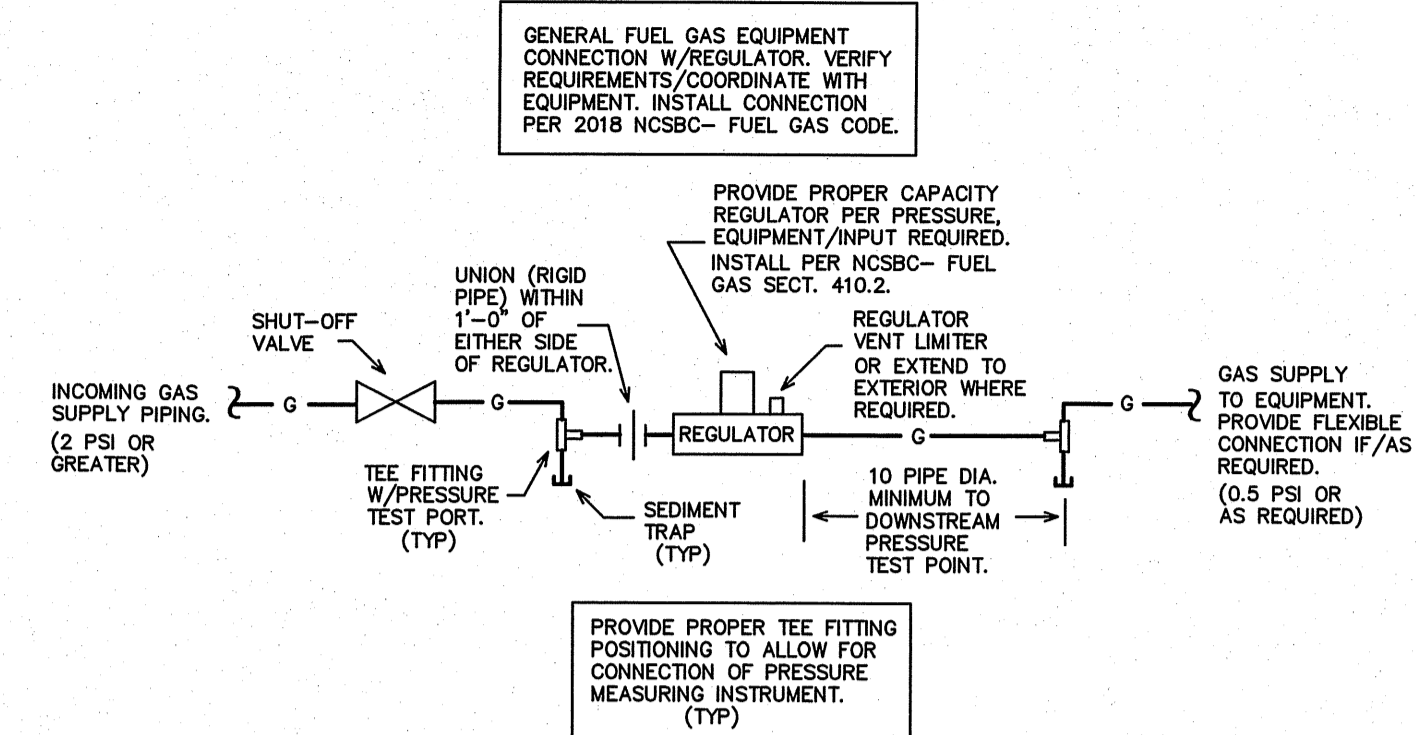 GENERAL FUEL GAS EQUIPMENT
CONNECTION W/REGULATOR. VERIFY
REQUIREMENTS/COORDINATE WITH
EQUIPMENT. INSTALL CONNECTION
PER 2018 NCSBC– FUEL GAS CODE.
PROVIDE PROPER CAPACITY
REGULATOR PER PRESSURE,
EQUIPMENT/INPUT REQUIRED.
INSTALL PER NCSBC– FUEL
GAS SECT. 410.2.
UNION (RIGID
PIPE) WITHIN
1'–0" OF
EITHER SIDE
OF REGULATOR.
SHUT–OFF
VALVE
REGULATOR
VENT LIMITER
OR EXTEND TO
EXTERIOR WHERE
REQUIRED.
INCOMING GAS
SUPPLY PIPING.
(2 PSI OR
GREATER)
G
G
REGULATOR
G
G
GAS SUPPLY
TO EQUIPMENT.
PROVIDE FLEXIBLE
CONNECTION IF/AS
REQUIRED.
(0.5 PSI OR
AS REQUIRED)
TEE FITTING
W/PRESSURE
TEST PORT.
(TYP)
SEDIMENT
TRAP
(TYP)
10 PIPE DIA.
MINIMUM TO
DOWNSTREAM
PRESSURE
TEST POINT.
PROVIDE PROPER TEE FITTING
POSITIONING TO ALLOW FOR
CONNECTION OF PRESSURE
MEASURING INSTRUMENT.
(TYP)